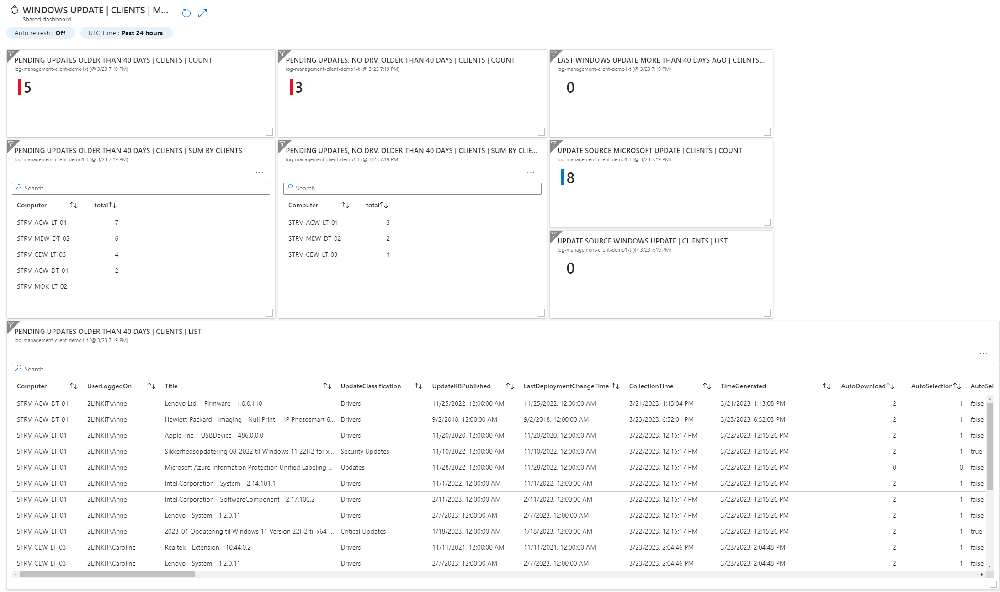 WINDOWS UPDATE | CLIENTS | M...
Shared dashboard
Auto refresh : Off
UTC Time : Past 24 hours
PENDING UPDATES OLDER THAN 40 DAYS | CLIENTS | COUNT
log-management-client-demo1-t (@ 3/23 7:19 PM)
5
PENDING UPDATES, NO DRV, OLDER THAN 40 DAYS | CLIENTS | COUNT
log-management-client-demo1-t (@ 3/23 7:19 PM)
3
LAST WINDOWS UPDATE MORE THAN 40 DAYS AGO | CLIENTS...
log-management-client-demo1-t (@ 3/23 7:19 PM)
0
PENDING UPDATES OLDER THAN 40 DAYS | CLIENTS | SUM BY CLIENTS
log-management-client-demo1-t (@ 3/23 7:19 PM)
...
Search
Computer total
STRV-ACW-LT-01 7
STRV-MEW-DT-02 6
STRV-CEW-LT-03 4
STRV-ACW-DT-01 2
STRV-MOK-LT-02 1
PENDING UPDATES, NO DRV, OLDER THAN 40 DAYS | CLIENTS | SUM BY CLIE...
log-management-client-demo1-t (@ 3/23 7:19 PM)
...
Search
Computer total
STRV-ACW-LT-01 3
STRV-MEW-DT-02 2
STRV-CEW-LT-03 1
UPDATE SOURCE MICROSOFT UPDATE | CLIENTS | COUNT
log-management-client-demo1-t (@ 3/23 7:19 PM)
8
UPDATE SOURCE WINDOWS UPDATE | CLIENTS | LIST
log-management-client-demo1-t (@ 3/23 7:19 PM)
0
PENDING UPDATES OLDER THAN 40 DAYS | CLIENTS | LIST
log-management-client-demo1-t (@ 3/23 7:19 PM)
...
Search
Computer UserLoggedOn Title_ UpdateClassification UpdateKBPublished LastDeploymentChangeTime CollectionTime TimeGenerated AutoDownload AutoSelection AutoSel
STRV-ACW-DT-01 2LINKIT\Anne Lenovo Ltd. - Firmware - 1.0.0.110 Drivers 11/25/2022, 12:00:00 AM 11/25/2022, 12:00:00 AM 3/21/2023, 1:13:04 PM 3/21/2023, 1:13:08 PM 2 1 false
STRV-ACW-DT-01 2LINKIT\Anne Hewlett-Packard - Imaging - Null Print - HP Photosmart 6... Drivers 9/2/2018, 12:00:00 AM 9/2/2018, 12:00:00 AM 3/23/2023, 6:52:01 PM 3/23/2023, 6:52:03 PM 2 1 false
STRV-ACW-LT-01 2LINKIT\Anne Apple, Inc. - USBDevice - 486.0.0.0 Drivers 11/20/2020, 12:00:00 AM 11/20/2020, 12:00:00 AM 3/22/2023, 12:15:17 PM 3/22/2023, 12:15:26 PM 2 1 false
STRV-ACW-LT-01 2LINKIT\Anne Sikkerhedsopdatering 08-2022 til Windows 11 22H2 for x... Security Updates 11/10/2022, 12:00:00 AM 11/10/2022, 12:00:00 AM 3/22/2023, 12:15:17 PM 3/22/2023, 12:15:26 PM 2 1 true
STRV-ACW-LT-01 2LINKIT\Anne Microsoft Azure Information Protection Unified Labeling ... Updates 11/28/2022, 12:00:00 AM 11/28/2022, 12:00:00 AM 3/22/2023, 12:15:17 PM 3/22/2023, 12:15:26 PM 0 0 false
STRV-ACW-LT-01 2LINKIT\Anne Intel Corporation - System - 2.14.101.1 Drivers 11/1/2022, 12:00:00 AM 11/1/2022, 12:00:00 AM 3/22/2023, 12:15:17 PM 3/22/2023, 12:15:26 PM 2 1 false
STRV-ACW-LT-01 2LINKIT\Anne Intel Corporation - SoftwareComponent - 2.17.100.2 Drivers 2/11/2023, 12:00:00 AM 2/11/2023, 12:00:00 AM 3/22/2023, 12:15:17 PM 3/22/2023, 12:15:26 PM 2 1 false
STRV-ACW-LT-01 2LINKIT\Anne Lenovo - System - 1.2.0.11 Drivers 2/7/2023, 12:00:00 AM 2/7/2023, 12:00:00 AM 3/22/2023, 12:15:17 PM 3/22/2023, 12:15:26 PM 2 1 false
STRV-ACW-LT-01 2LINKIT\Anne 2023-01 Opdatering til Windows 11 Version 22H2 til x64-... Critical Updates 1/18/2023, 12:00:00 AM 1/18/2023, 12:00:00 AM 3/22/2023, 12:15:17 PM 3/22/2023, 12:15:26 PM 2 1 true
STRV-CEW-LT-03 2LINKIT\Caroline Realtek - Extension - 10.44.0.2 Drivers 11/11/2021, 12:00:00 AM 11/11/2021, 12:00:00 AM 3/23/2023, 2:04:46 PM 3/23/2023, 2:04:48 PM 2 1 false
STRV-CEW-LT-03 2LINKIT\Caroline Lenovo - System - 1.2.0.11 Drivers 2/7/2023, 12:00:00 AM 2/7/2023, 12:00:00 AM 3/23/2023, 2:04:46 PM 3/23/2023, 2:04:48 PM 2 1 false